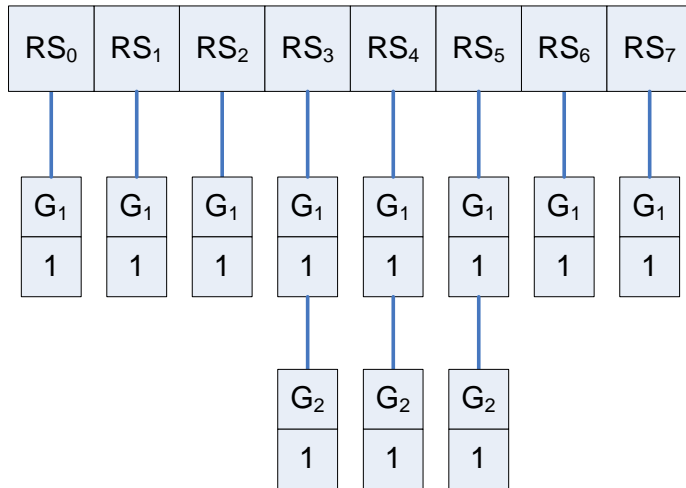 RS₀ RS₁ RS₂ RS₃ RS₄ RS₅ RS₆ RS₇
G₁ G₁ G₁ G₁ G₁ G₁ G₁ G₁
1 1 1 1 1 1 1 1
G₂ G₂ G₂
1 1 1